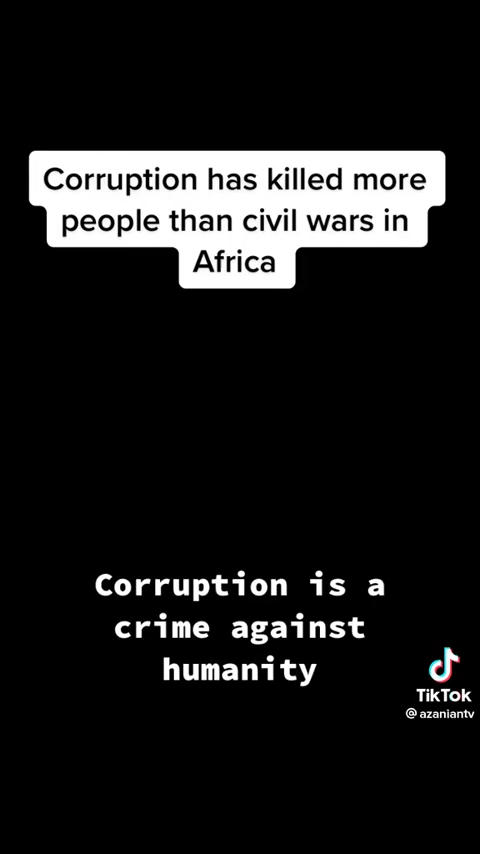 Corruption has killed more
people than civil wars in
Africa
Corruption is a
crime against
humanity
TikTok
@ azaniantv